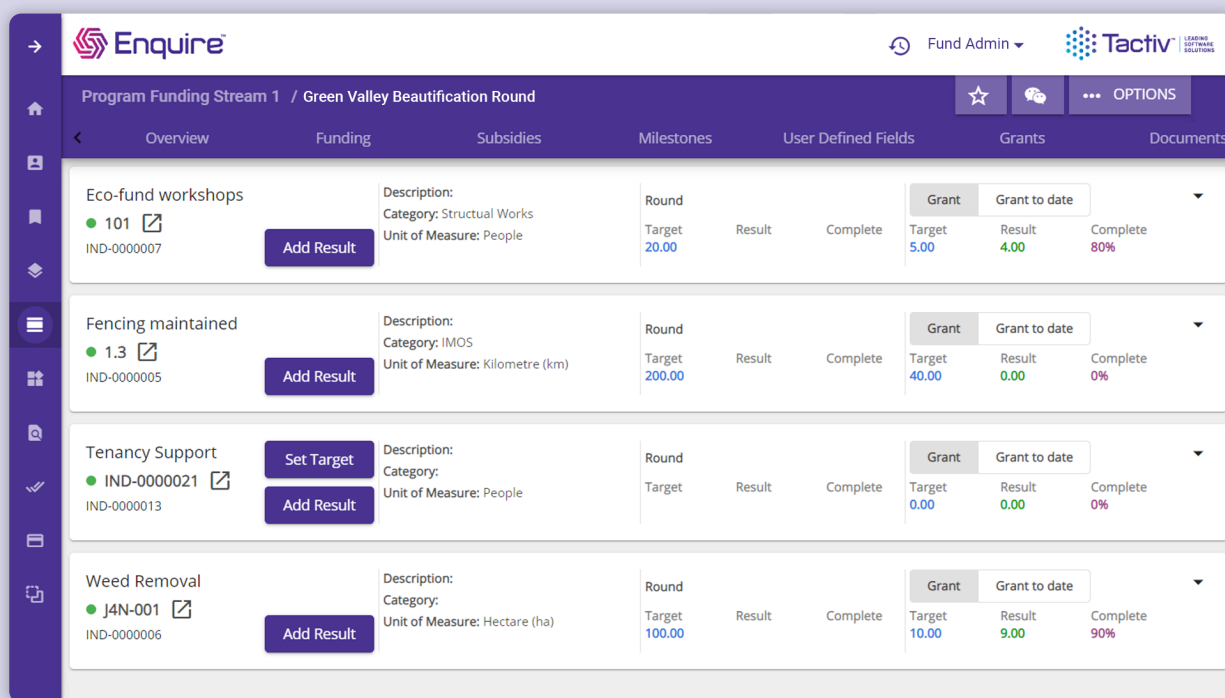 Enquire™
Fund Admin
Tactiv™ LEADING SOFTWARE SOLUTIONS
Program Funding Stream 1 / Green Valley Beautification Round
OPTIONS
Overview Funding Subsidies Milestones User Defined Fields Grants Documents
Eco-fund workshops
101
IND-0000007
Add Result
Description:
Category: Structual Works
Unit of Measure: People
Round
Target Result Complete
20.00
Grant Grant to date
Target Result Complete
5.00 4.00 80%
Fencing maintained
1.3
IND-0000005
Add Result
Description:
Category: IMOS
Unit of Measure: Kilometre (km)
Round
Target Result Complete
200.00
Grant Grant to date
Target Result Complete
40.00 0.00 0%
Tenancy Support
IND-0000021
IND-0000013
Set Target
Add Result
Description:
Category:
Unit of Measure: People
Round
Target Result Complete
Grant Grant to date
Target Result Complete
0.00 0.00 0%
Weed Removal
J4N-001
IND-0000006
Add Result
Description:
Category:
Unit of Measure: Hectare (ha)
Round
Target Result Complete
100.00
Grant Grant to date
Target Result Complete
10.00 9.00 90%